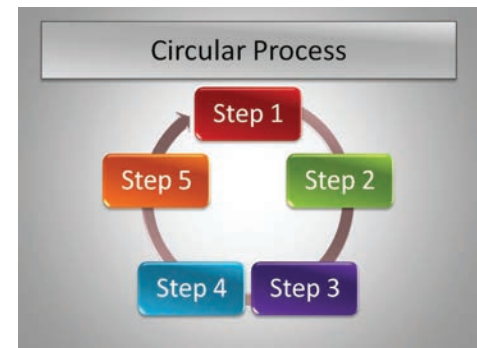 Circular Process
Step 1
Step 2
Step 3
Step 4
Step 5